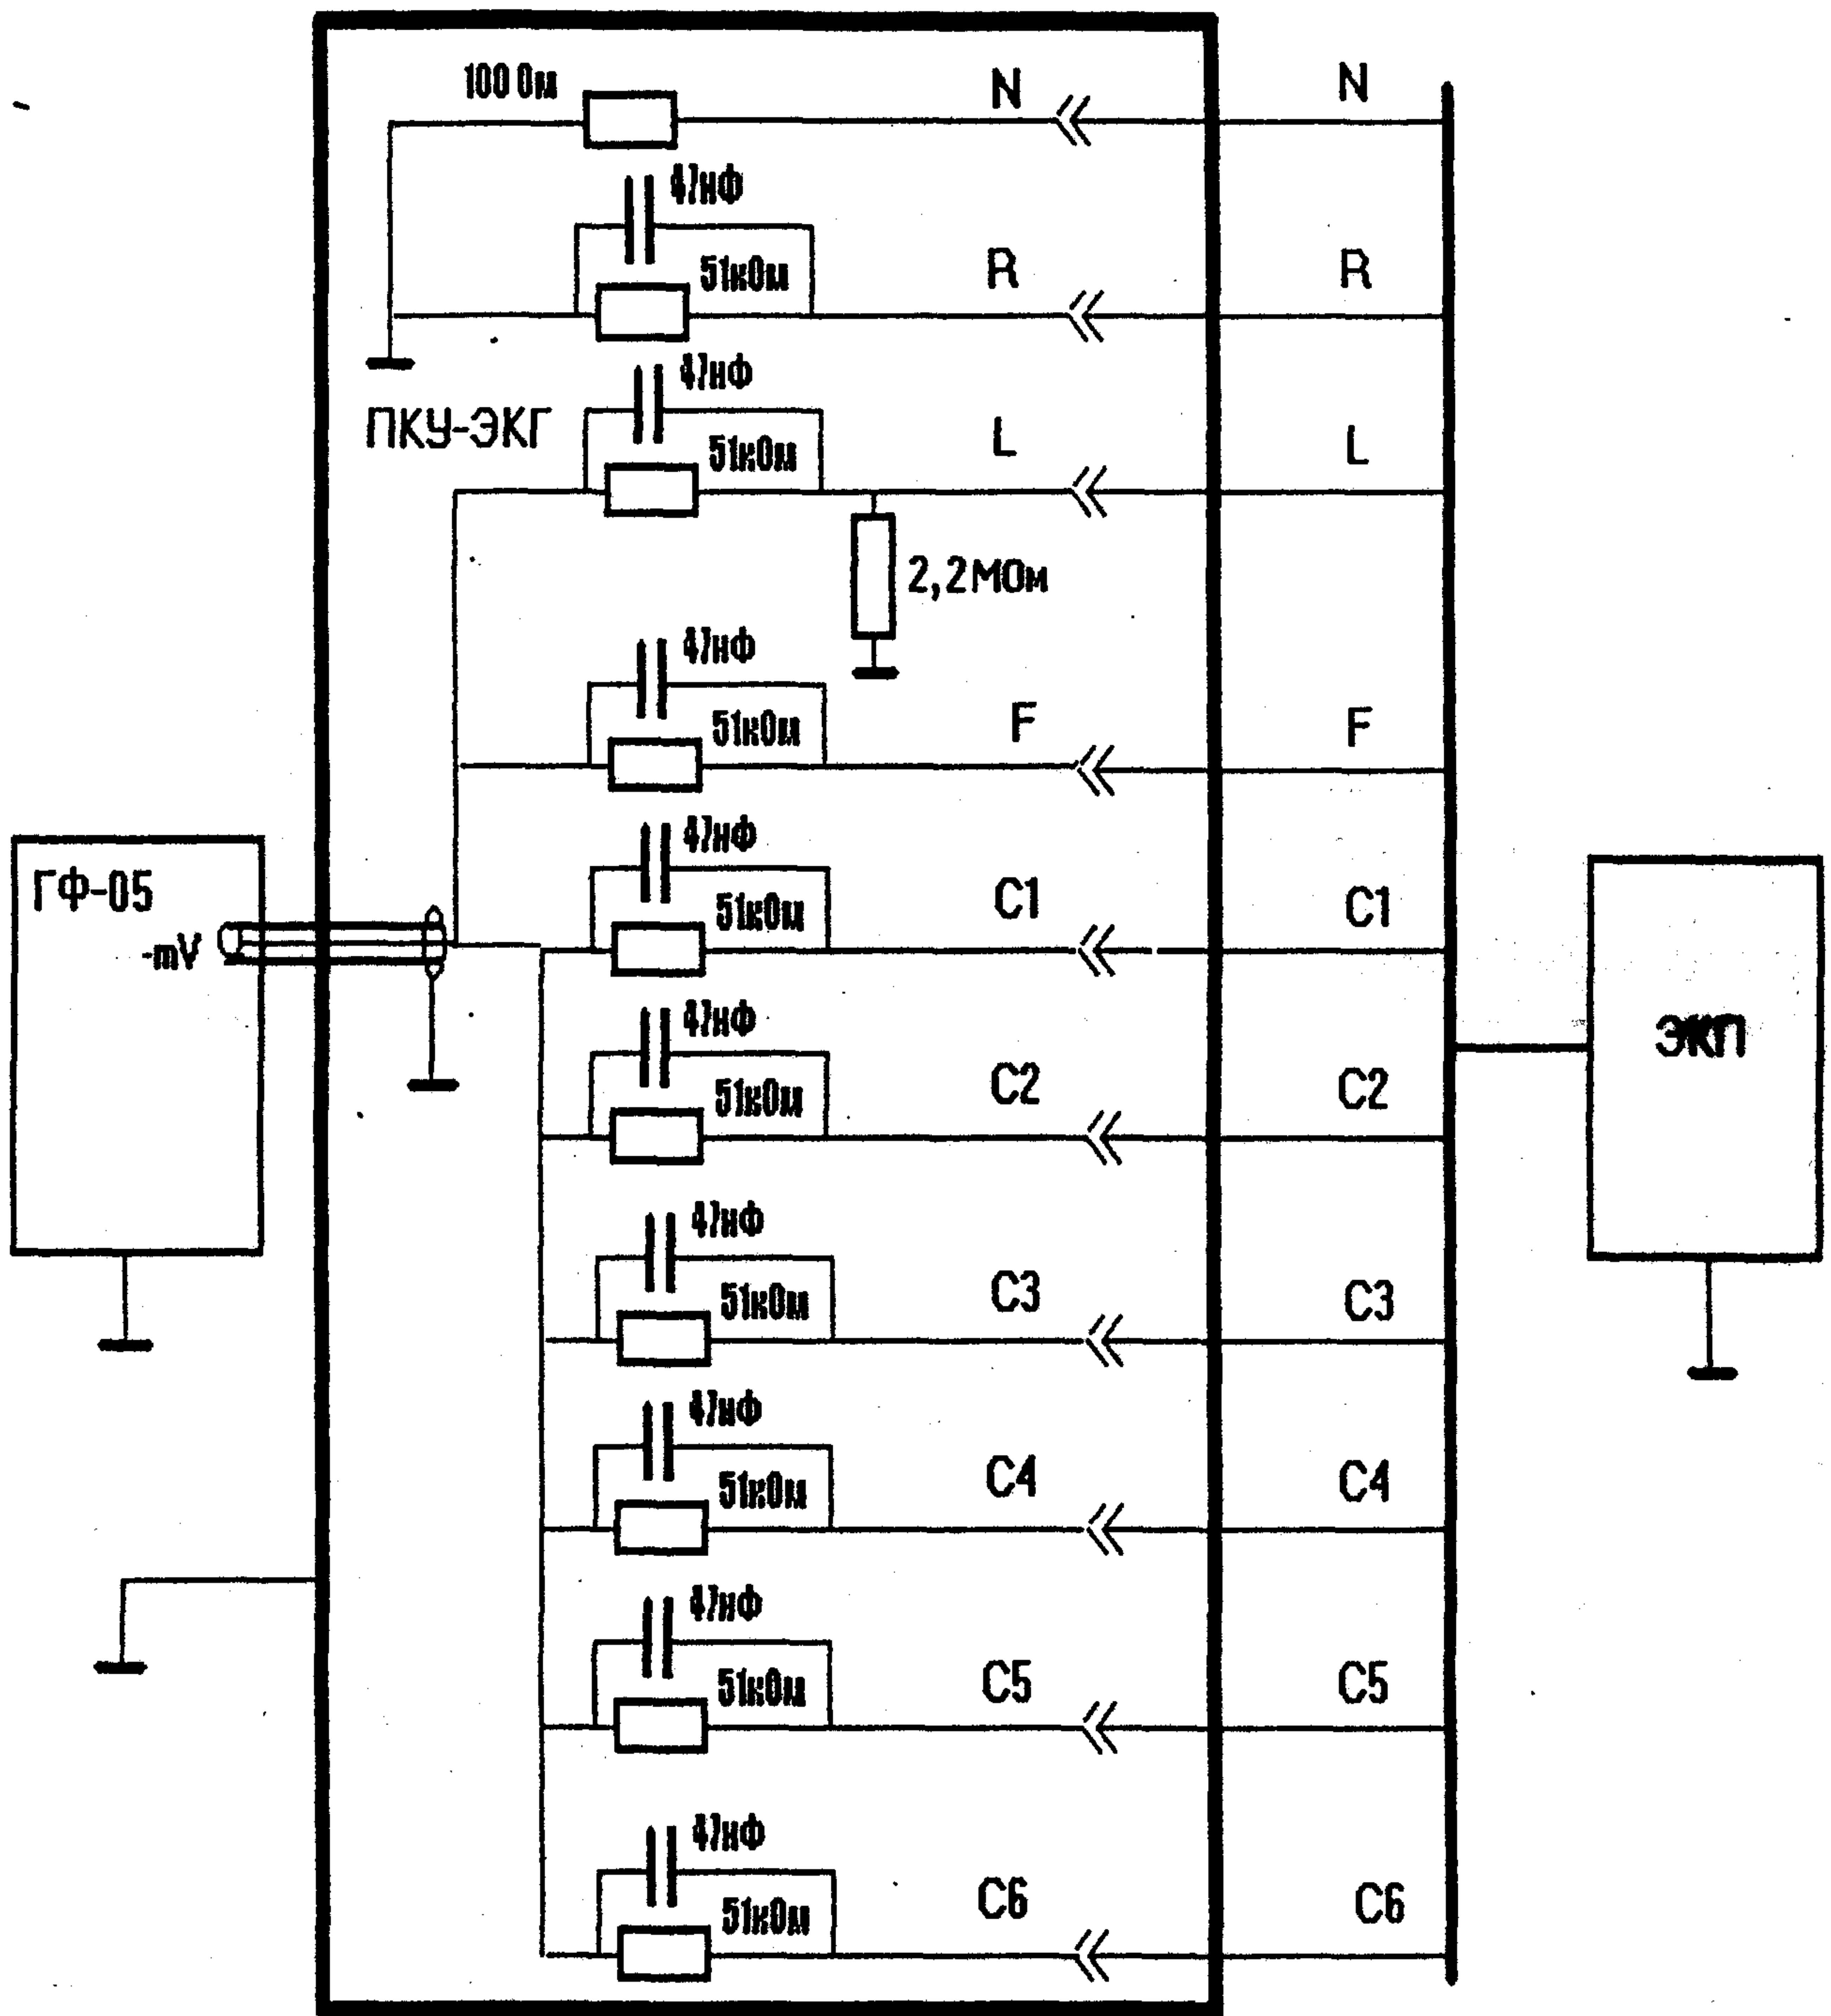 100 Ом
N
N
47нФ
51кОм
R
R
47нФ
ПКУ-ЭКГ
51кОм
L
L
2,2МОм
47нФ
51кОм
F
F
47нФ
ГФ-05
51кОм
C1
C1
-mV
47нФ
ЭКП
51кОм
C2
C2
47нФ
51кОм
C3
C3
47нФ
51кОм
C4
C4
47нФ
51кОм
C5
C5
47нФ
51кОм
C6
C6